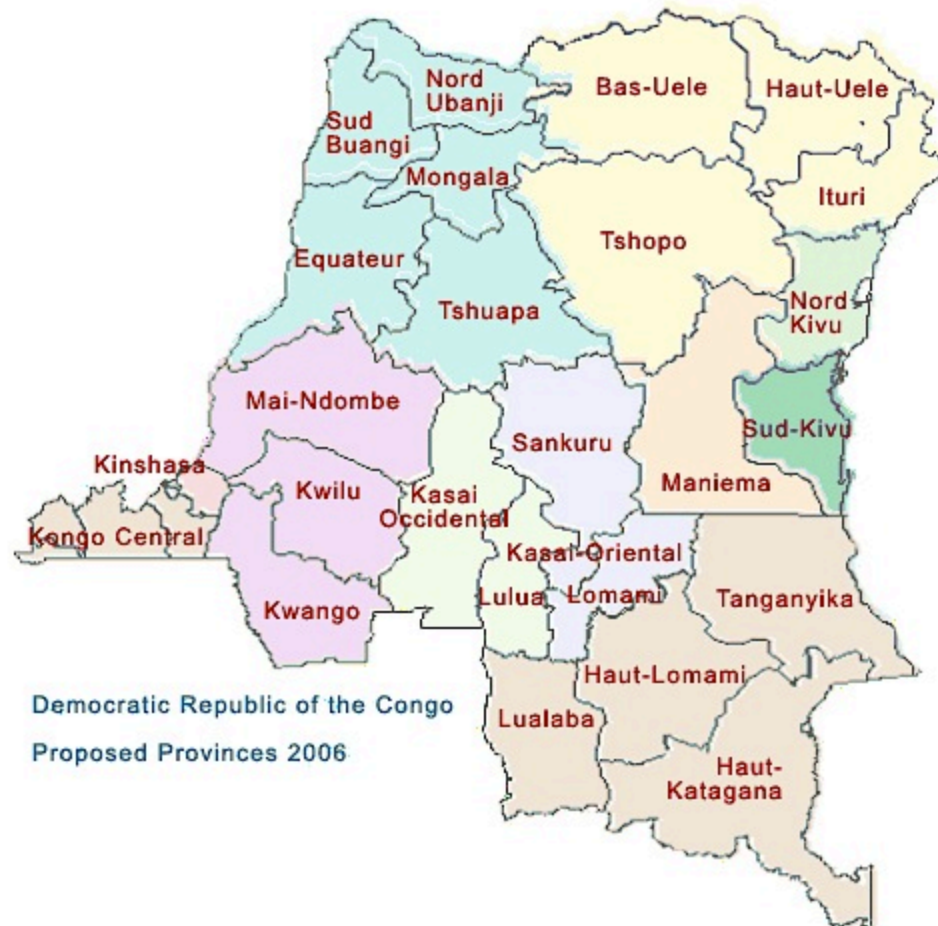 Nord
Ubanji
Bas-Uele
Haut-Uele
Sud
Buangi
Mongala
Ituri
Equateur
Tshopo
Tshuapa
Nord
Kivu
Mai-Ndombe
Sankuru
Sud-Kivu
Kinshasa
Kwilu
Kasai
Occidental
Maniema
Kongo Central
Kasai-Oriental
Kwango
Lulua
Lomami
Tanganyika
Haut-Lomami
Democratic Republic of the Congo
Proposed Provinces 2006
Lualaba
Haut-
Katagana